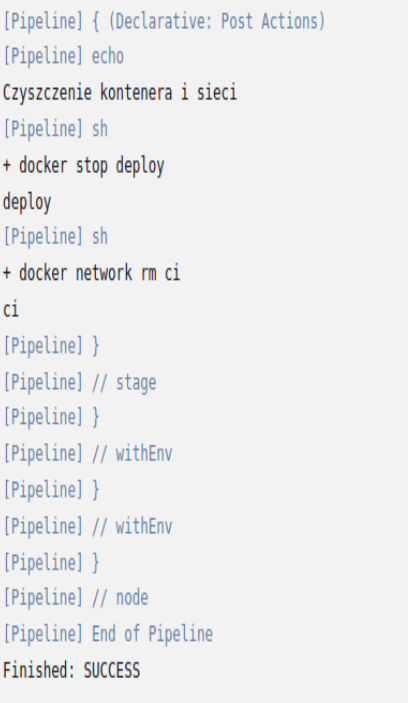 [Pipeline] { (Declarative: Post Actions)
[Pipeline] echo
Czyszczenie kontenera i sieci
[Pipeline] sh
+ docker stop deploy
deploy
[Pipeline] sh
+ docker network rm ci
ci
[Pipeline] }
[Pipeline] // stage
[Pipeline] }
[Pipeline] // withEnv
[Pipeline] }
[Pipeline] // withEnv
[Pipeline] }
[Pipeline] // node
[Pipeline] End of Pipeline
Finished: SUCCESS